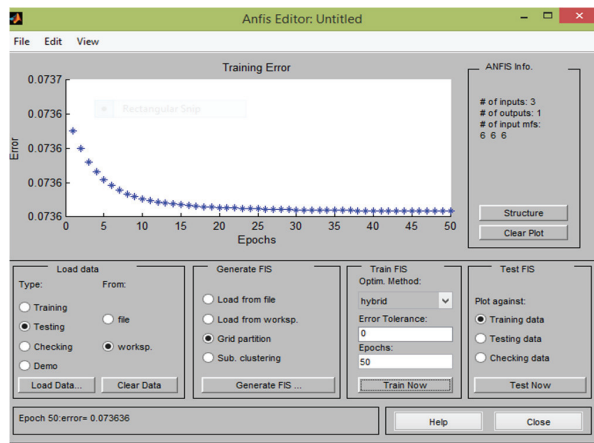 Anfis Editor: Untitled
File Edit View
Training Error
0.0737
0.0736
0.0736
0.0736
0.0736
Error
Rectangular Snip
0 5 10 15 20 25 30 35 40 45 50
Epochs
ANFIS Info.
# of inputs: 3
# of outputs: 1
# of input mfs:
6 6 6
Structure
Clear Plot
Load data
Type: From:
Training
Testing
Checking
Demo
file
worksp.
Load Data... Clear Data
Generate FIS
Load from file
Load from worksp.
Grid partition
Sub. clustering
Generate FIS ...
Train FIS
Optim. Method:
hybrid
Error Tolerance:
0
Epochs:
50
Train Now
Test FIS
Plot against:
Training data
Testing data
Checking data
Test Now
Epoch 50:error= 0.073636
Help
Close